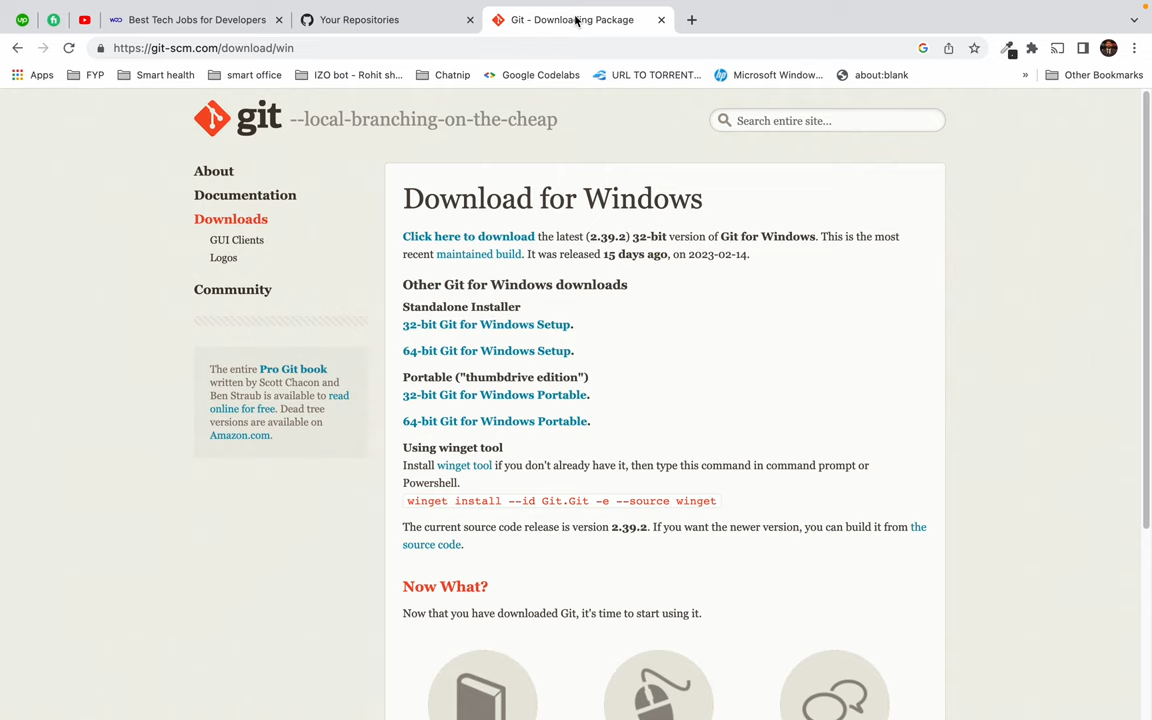 Best Tech Jobs for Developers
Your Repositories
Git - Downloading Package
https://git-scm.com/download/win
Apps
FYP
Smart health
smart office
IZO bot - Rohit sh...
Chatnip
Google Codelabs
URL TO TORRENT...
Microsoft Window...
about:blank
»
Other Bookmarks
git --local-branching-on-the-cheap
Search entire site...
About
Documentation
Downloads
GUI Clients
Logos
Community
The entire Pro Git book
written by Scott Chacon and
Ben Straub is available to read
online for free. Dead tree
versions are available on
Amazon.com.
Download for Windows
Click here to download the latest (2.39.2) 32-bit version of Git for Windows. This is the most
recent maintained build. It was released 15 days ago, on 2023-02-14.
Other Git for Windows downloads
Standalone Installer
32-bit Git for Windows Setup.
64-bit Git for Windows Setup.
Portable ("thumbdrive edition")
32-bit Git for Windows Portable.
64-bit Git for Windows Portable.
Using winget tool
Install winget tool if you don't already have it, then type this command in command prompt or
Powershell.
winget install --id Git.Git -e --source winget
The current source code release is version 2.39.2. If you want the newer version, you can build it from the
source code.
Now What?
Now that you have downloaded Git, it's time to start using it.